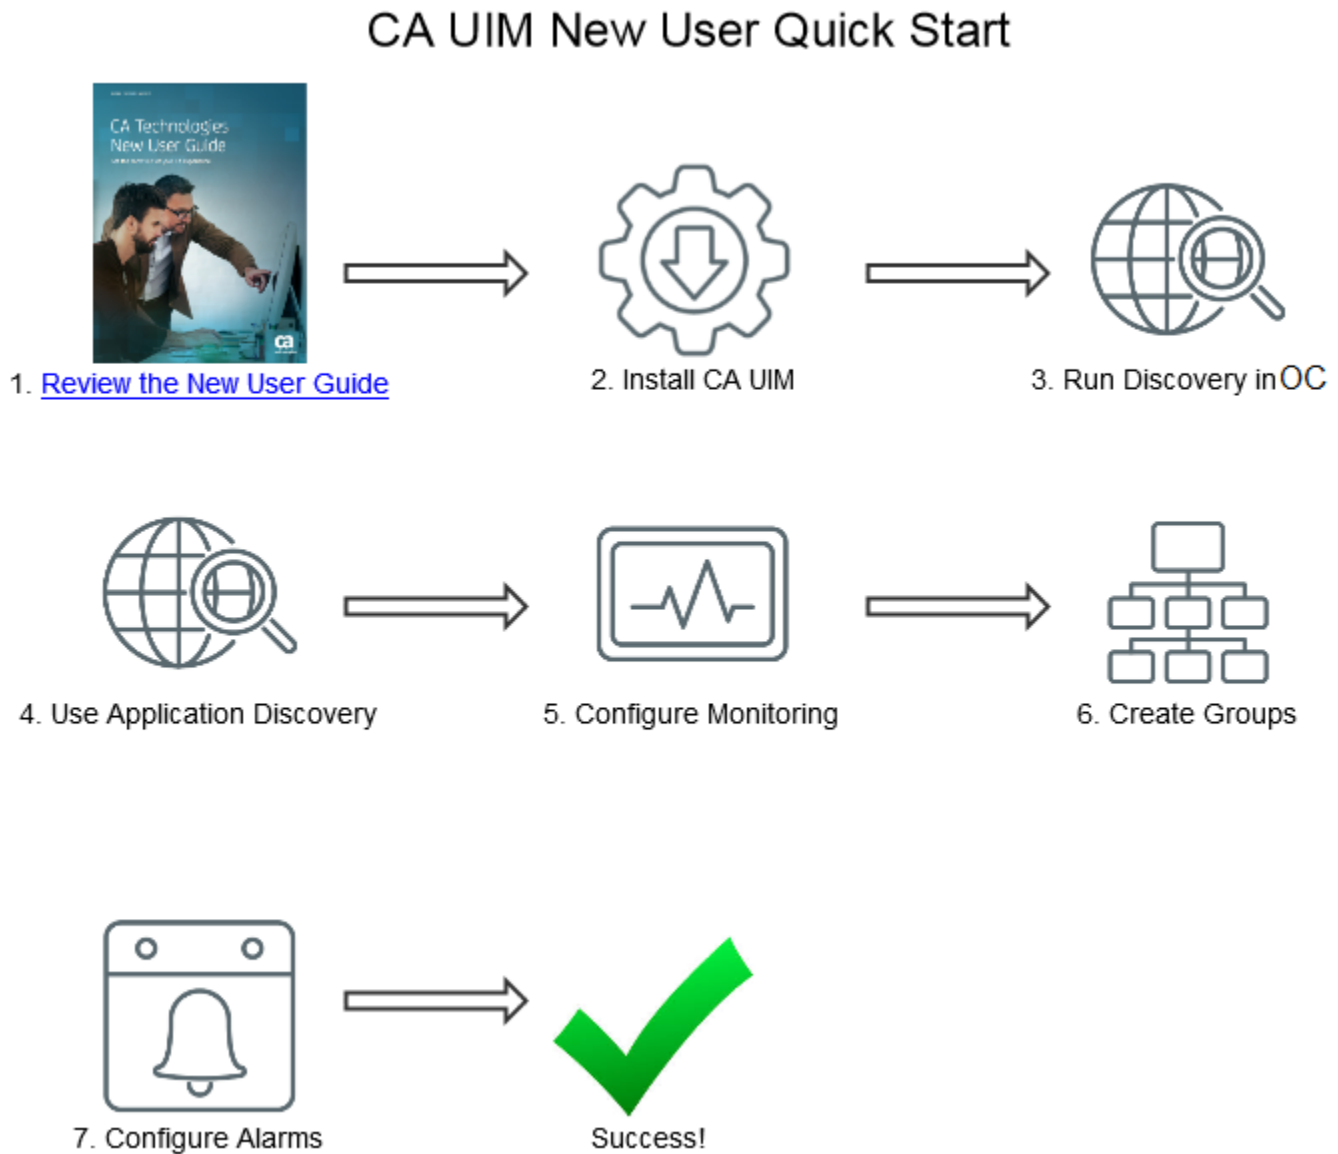 CA UIM New User Quick Start
CA Technologies
New User Guide
ca
1. Review the New User Guide
2. Install CA UIM
3. Run Discovery in OC
4. Use Application Discovery
5. Configure Monitoring
6. Create Groups
7. Configure Alarms
Success!